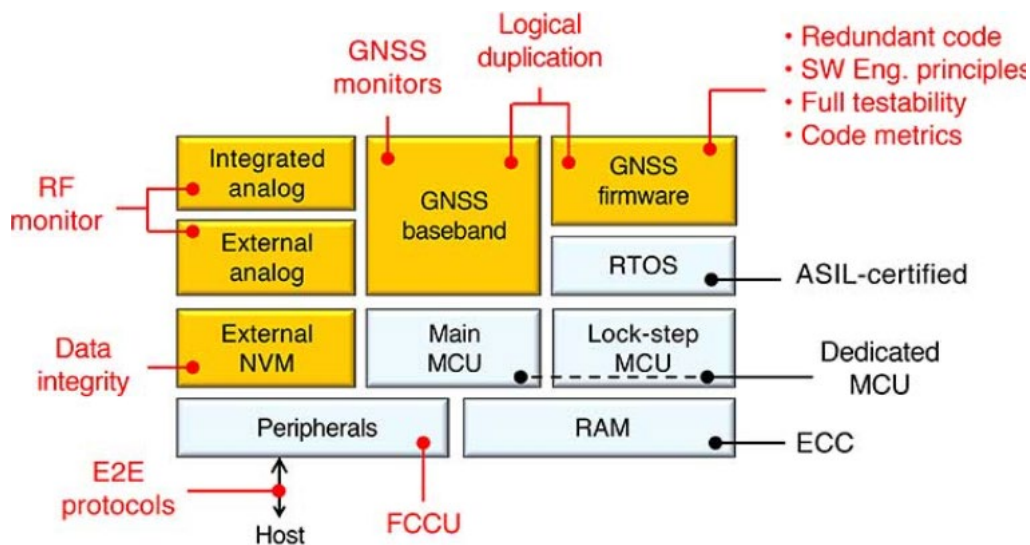 GNSS
monitors
Logical
duplication
• Redundant code
• SW Eng. principles
• Full testability
• Code metrics
RF
monitor
Integrated
analog
External
analog
GNSS
baseband
GNSS
firmware
RTOS
ASIL-certified
Data
integrity
External
NVM
Main
MCU
Lock-step
MCU
Dedicated
MCU
Peripherals
RAM
ECC
E2E
protocols
Host
FCCU